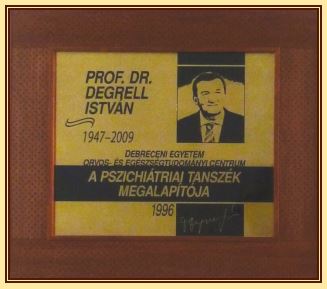 PROF. DR.
DEGRELL
ISTVÁN
1947–2009
DEBRECENI EGYETEM
ORVOS- ÉS EGÉSZSÉGTUDOMÁNYI CENTRUM
A PSZICHIÁTRIAI TANSZÉK
MEGALAPÍTÓJA
1996